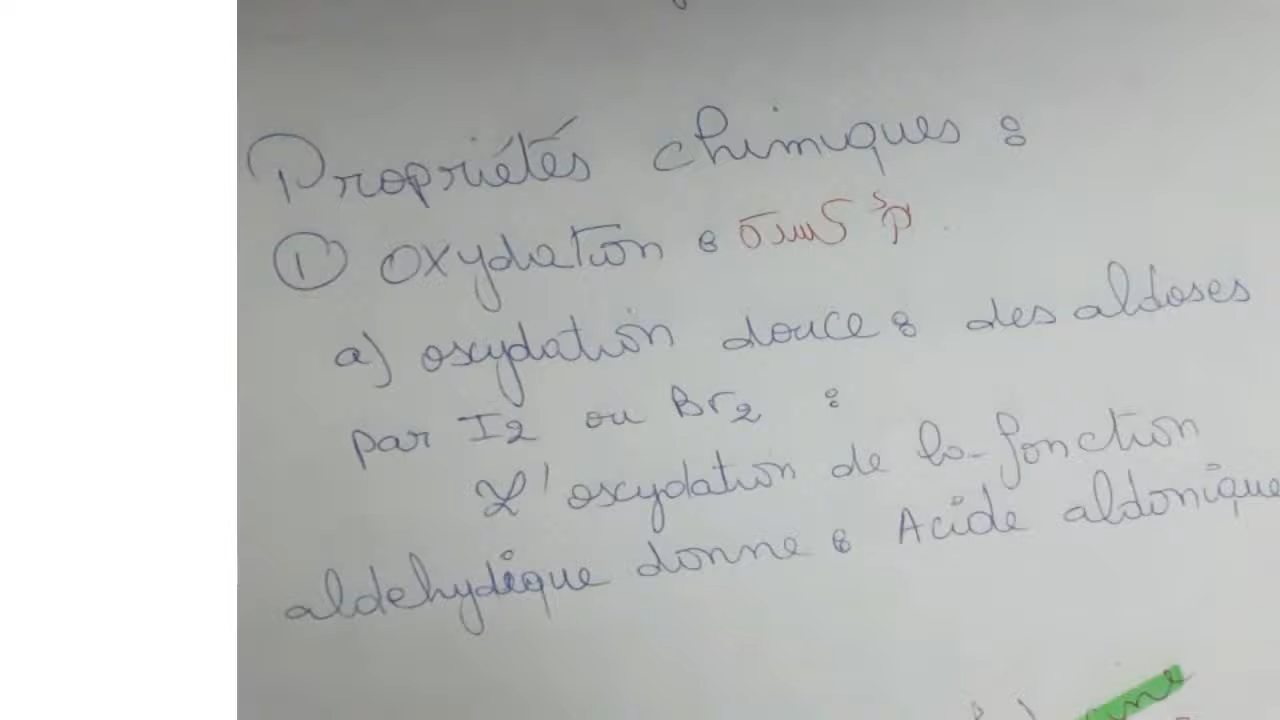 Propriétés chimiques :
① Oxydation :
a) oxydation douce : des aldoses
par I2 ou Br2 :
L'oxydation de la fonction
aldehydique donne : Acide aldonique